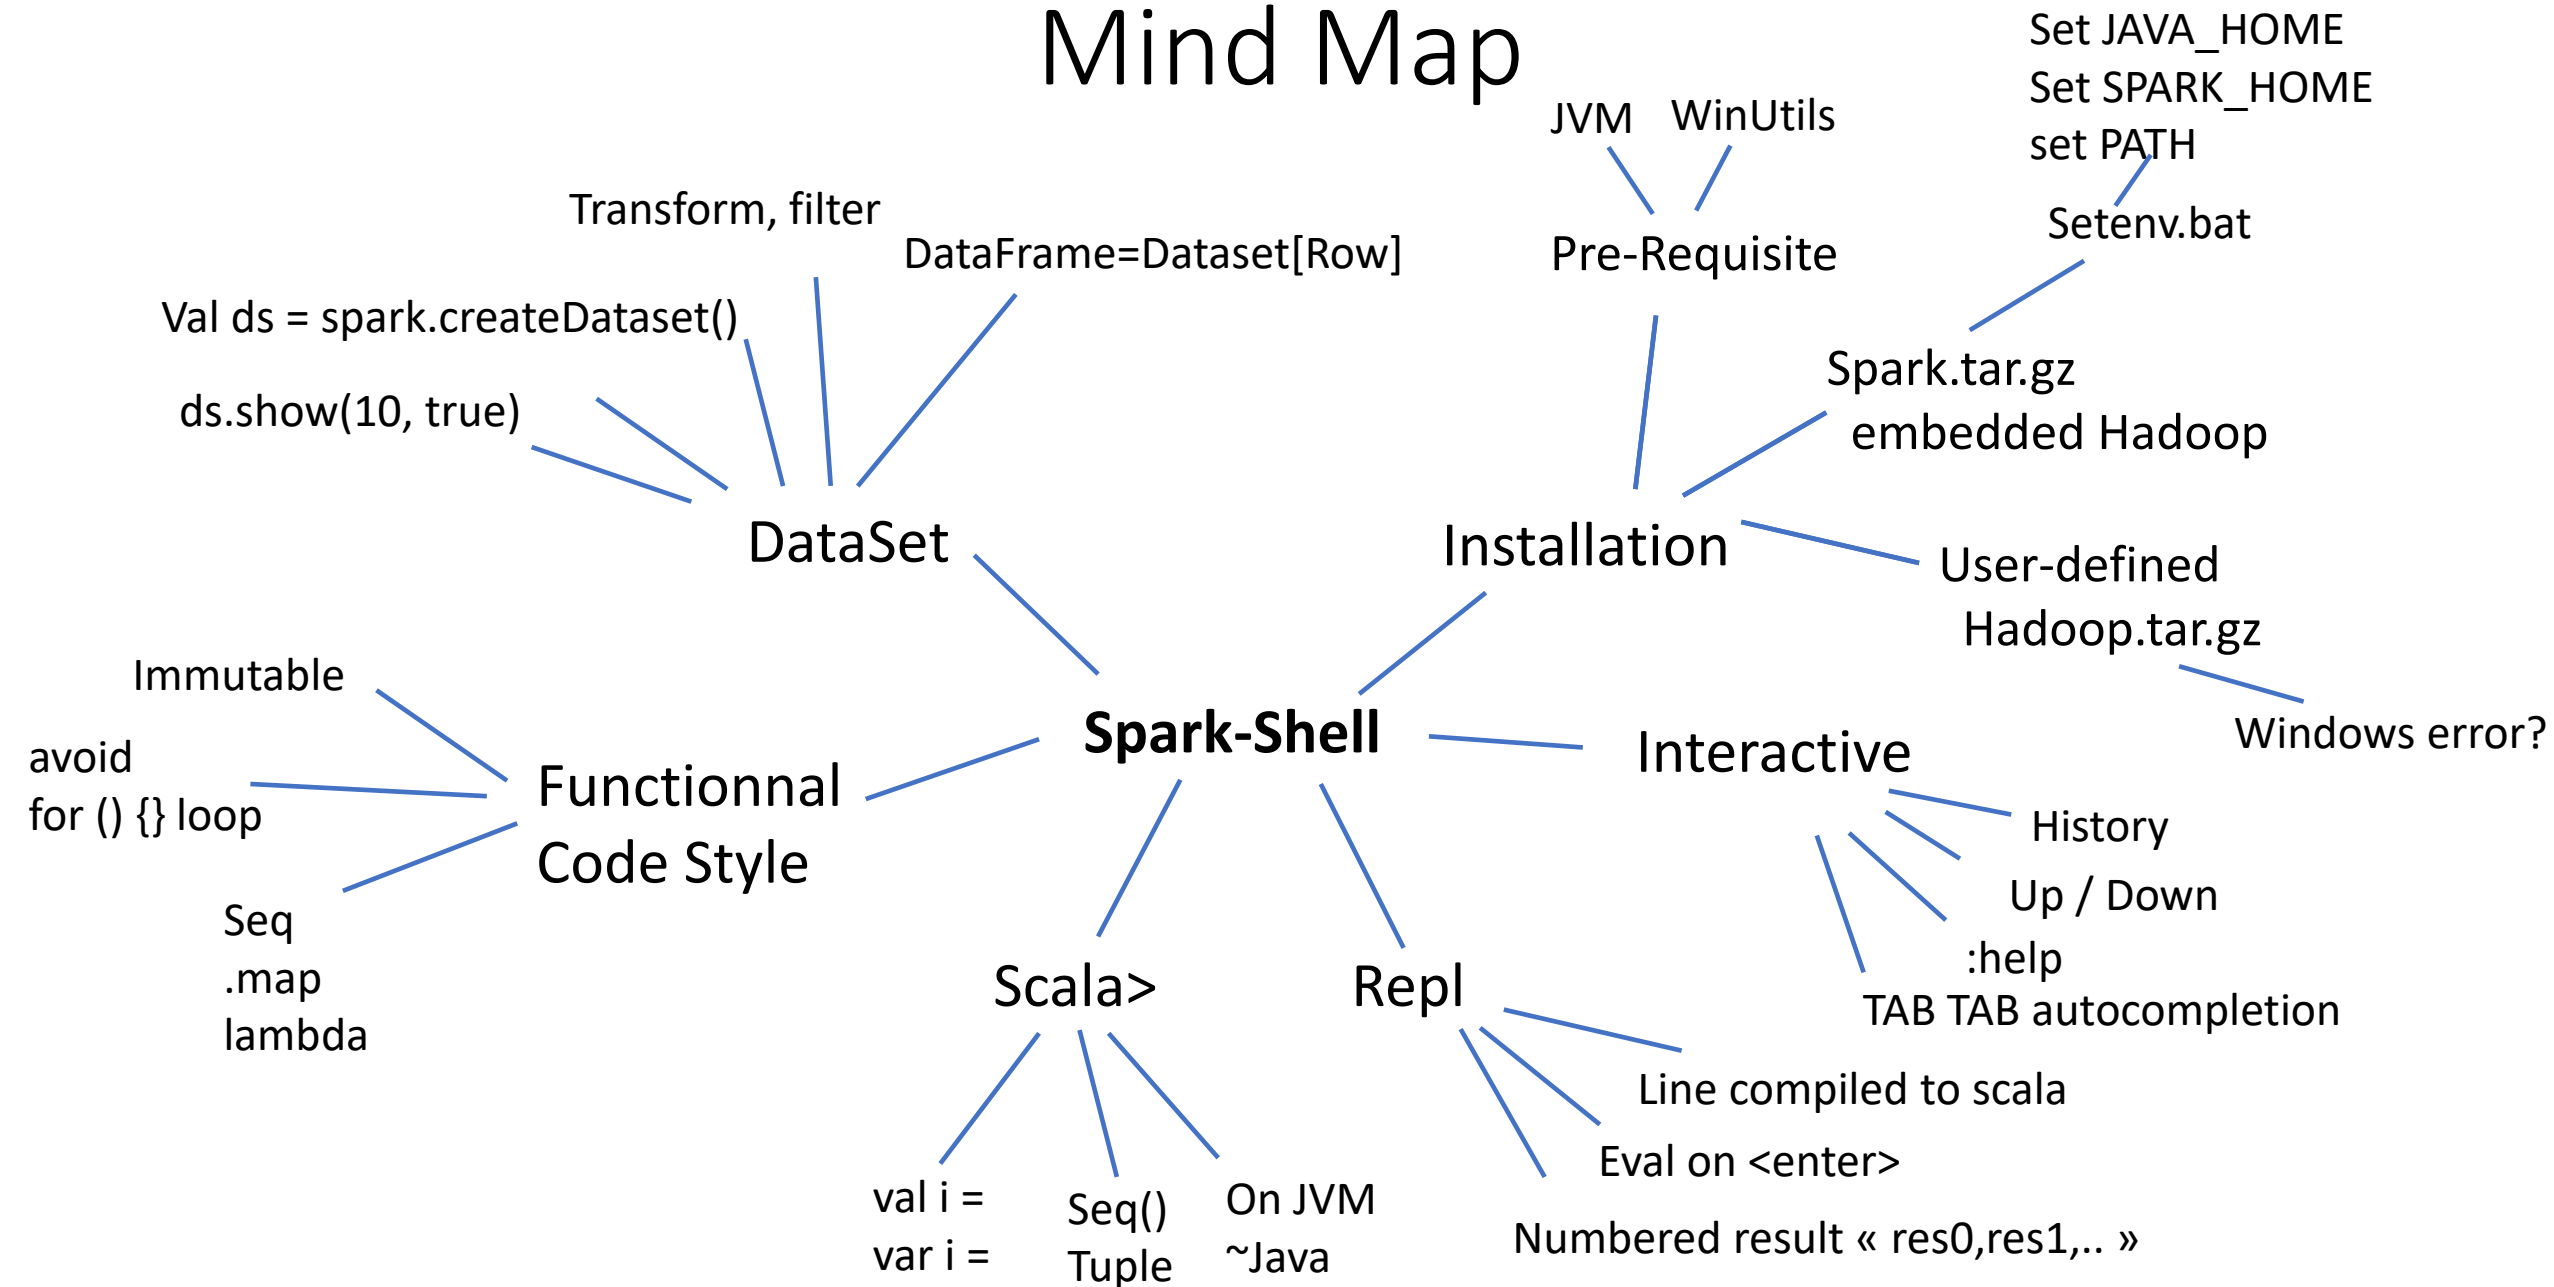 Mind Map
Set JAVA_HOME
Set SPARK_HOME
set PATH
JVM
WinUtils
Setenv.bat
Pre-Requisite
Transform, filter
DataFrame=Dataset[Row]
Val ds = spark.createDataset()
ds.show(10, true)
Spark.tar.gz
embedded Hadoop
DataSet
Installation
User-defined
Hadoop.tar.gz
Windows error?
Immutable
avoid
for () {} loop
Functionnal
Code Style
Seq
.map
lambda
Spark-Shell
Interactive
History
Up / Down
:help
TAB TAB autocompletion
Scala>
Repl
Line compiled to scala
Eval on <enter>
Numbered result « res0,res1,.. »
val i =
var i =
Seq()
Tuple
On JVM
~Java